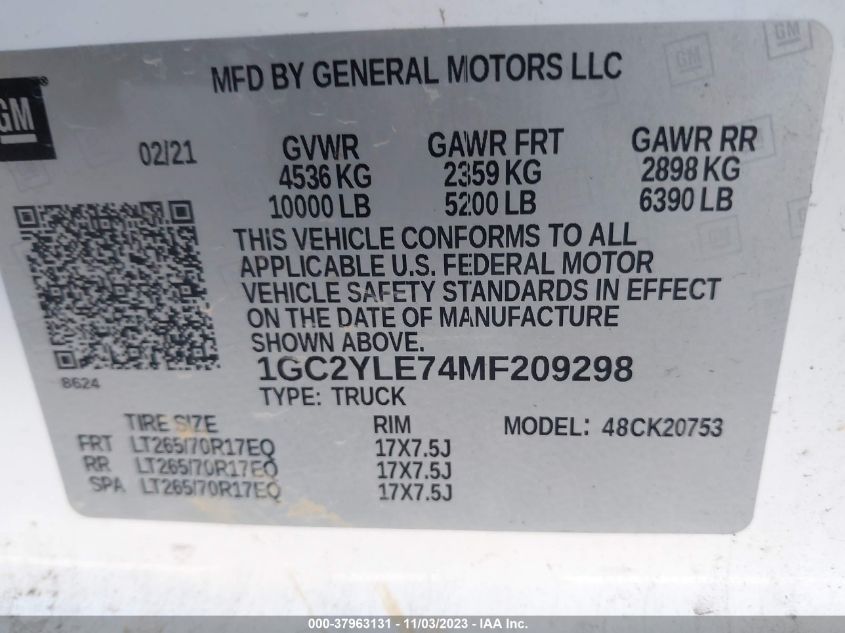 GM
GM
GM
MFD BY GENERAL MOTORS LLC
02/21 GVWR GAWR FRT GAWR RR
4536 KG 2359 KG 2898 KG
10000 LB 5200 LB 6390 LB
THIS VEHICLE CONFORMS TO ALL
APPLICABLE U.S. FEDERAL MOTOR
VEHICLE SAFETY STANDARDS IN EFFECT
ON THE DATE OF MANUFACTURE
SHOWN ABOVE.
8624
1GC2YLE74MF209298
TYPE: TRUCK
TIRE SIZE RIM MODEL: 48CK20753
FRT LT265/70R17EQ 17X7.5J
RR LT265/70R17EQ 17X7.5J
SPA LT265/70R17EQ 17X7.5J
000-37963131 - 11/03/2023 - IAA Inc.